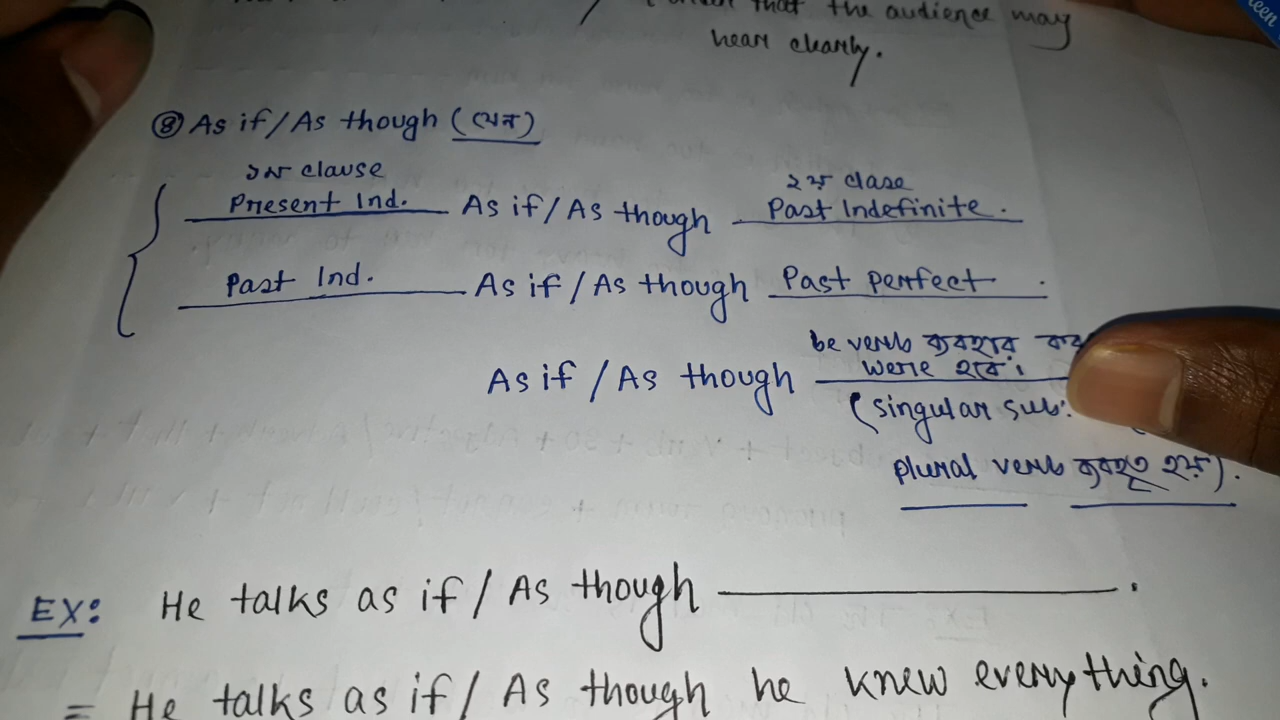 that the audience may
hear clearly.
⑧ As if/As though (যেন)
১ম clause
২য় clase
Present Ind. As if/As though Past Indefinite.
Past Ind. As if/As though Past perfect.
be verb ব্যবহার
As if/As though were হবে।
(singular sub:
plural verb ব্যবহৃত হয়).
EX: He talks as if/As though ______.
= He talks as if/As though he knew everything.